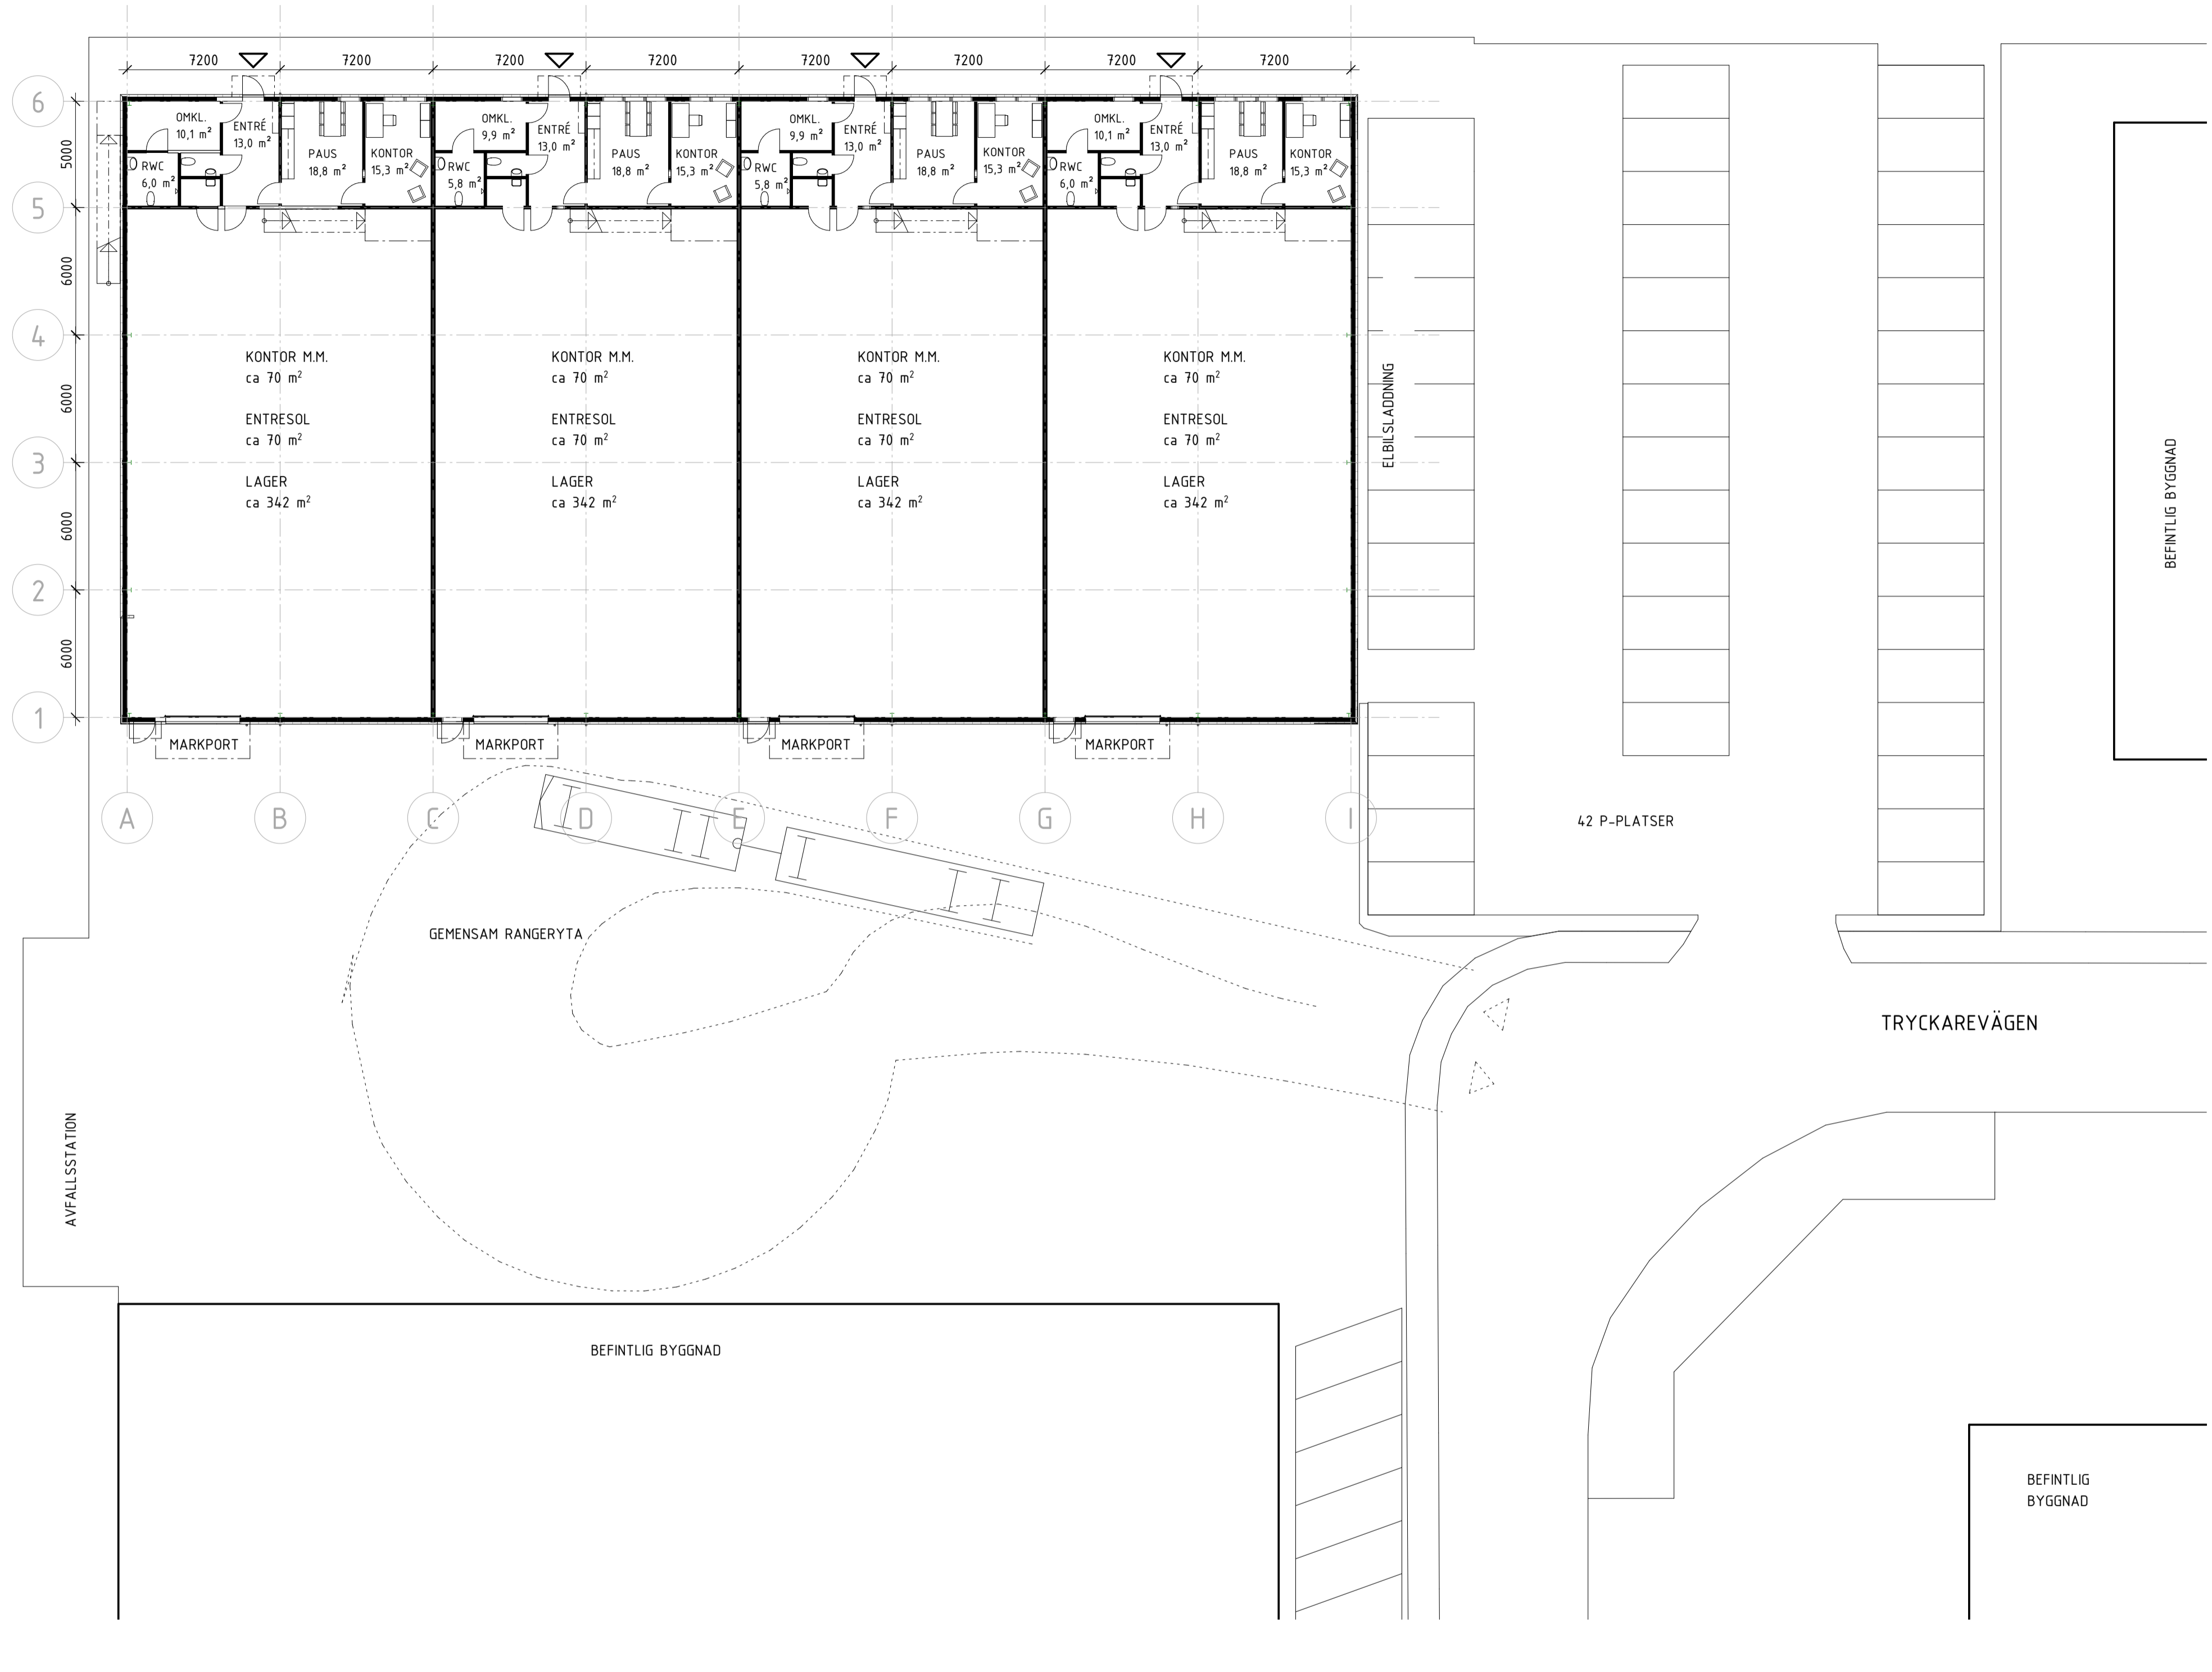 7200 7200 7200 7200 7200 7200 7200 7200
6
5
4
3
2
1
5000
6000
6000
6000
6000
OMKL.
10,1 m²
ENTRÉ
13,0 m²
RWC
6,0 m²
PAUS
18,8 m²
KONTOR
15,3 m²
OMKL.
9,9 m²
ENTRÉ
13,0 m²
RWC
5,8 m²
PAUS
18,8 m²
KONTOR
15,3 m²
OMKL.
9,9 m²
ENTRÉ
13,0 m²
RWC
5,8 m²
PAUS
18,8 m²
KONTOR
15,3 m²
OMKL.
10,1 m²
ENTRÉ
13,0 m²
RWC
6,0 m²
PAUS
18,8 m²
KONTOR
15,3 m²
KONTOR M.M.
ca 70 m²
ENTRESOL
ca 70 m²
LAGER
ca 342 m²
KONTOR M.M.
ca 70 m²
ENTRESOL
ca 70 m²
LAGER
ca 342 m²
KONTOR M.M.
ca 70 m²
ENTRESOL
ca 70 m²
LAGER
ca 342 m²
KONTOR M.M.
ca 70 m²
ENTRESOL
ca 70 m²
LAGER
ca 342 m²
ELBILSLADDNING
BEFINTLIG BYGGNAD
MARKPORT
MARKPORT
MARKPORT
MARKPORT
A B C D E F G H I
42 P-PLATSER
GEMENSAM RANGERYTA
TRYCKAREVÄGEN
AVFALLSSTATION
BEFINTLIG BYGGNAD
BEFINTLIG
BYGGNAD